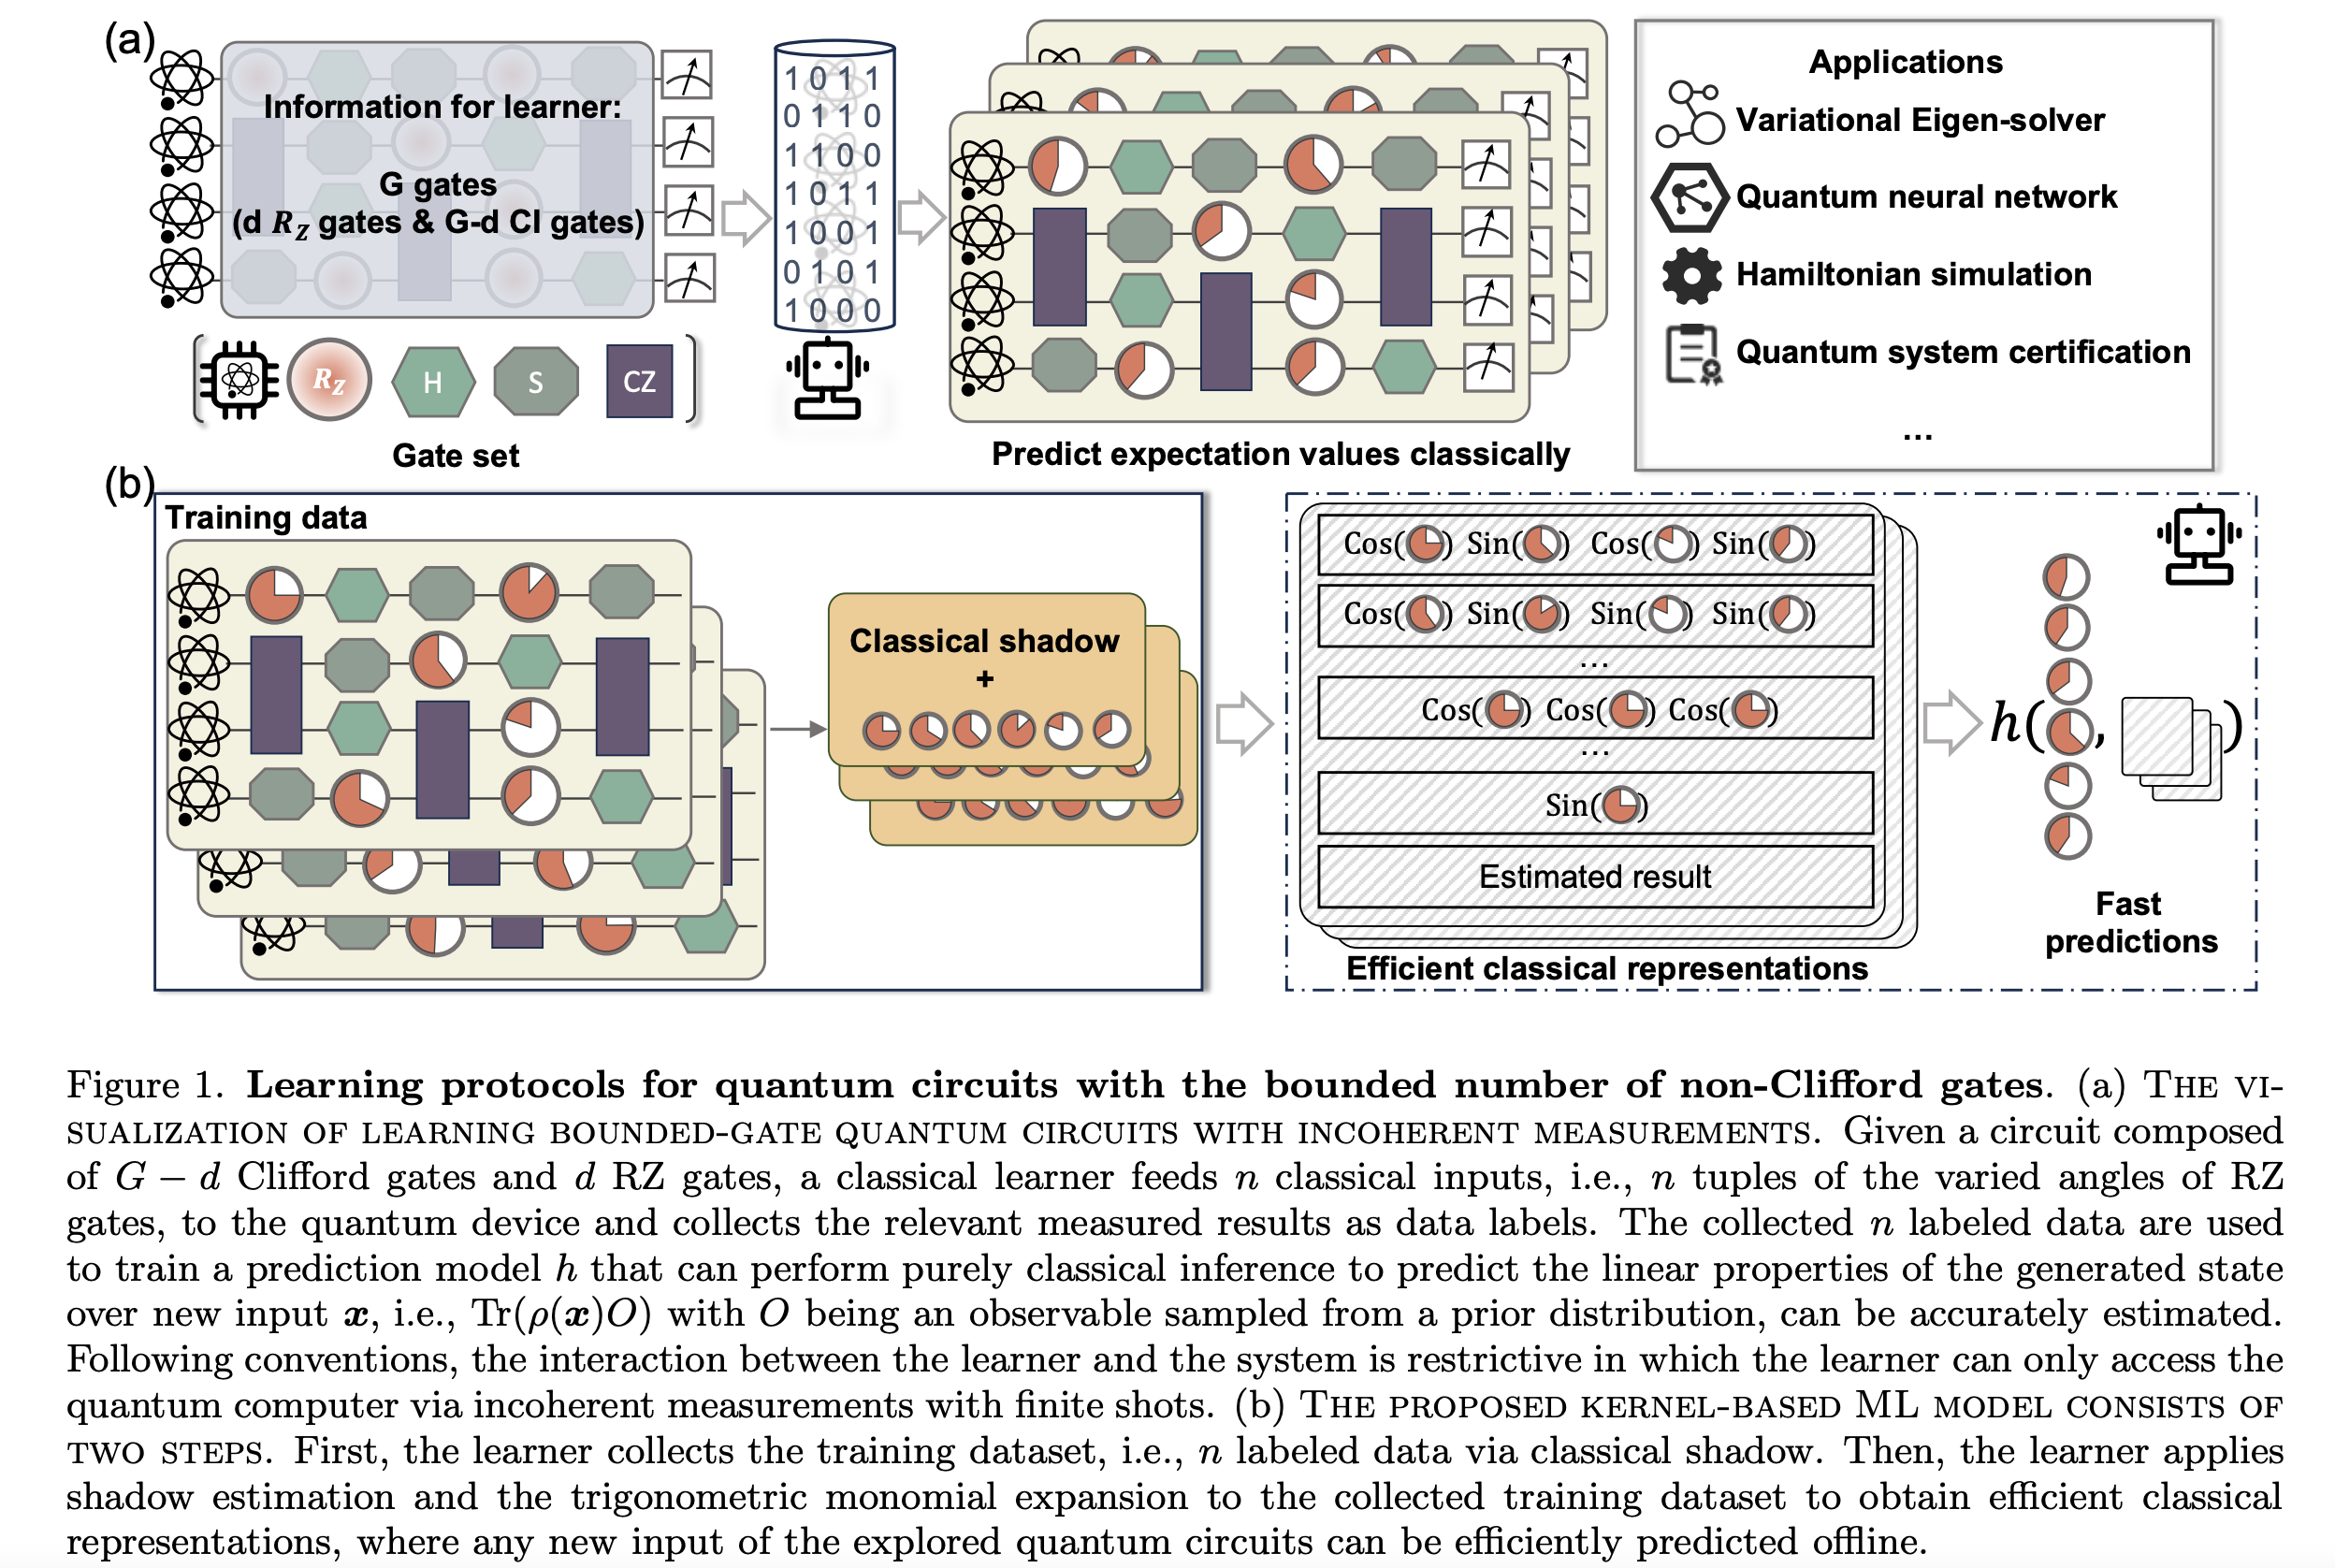 (a)
Information for learner:
G gates
(d R_Z gates & G-d CI gates)
R_Z H S CZ
Gate set
1 0 1 1
0 1 1 0
1 1 0 0
1 0 1 1
1 0 0 1
0 1 0 1
1 0 0 0
Predict expectation values classically
Applications
Variational Eigen-solver
Quantum neural network
Hamiltonian simulation
Quantum system certification
...
(b)
Training data
Classical shadow
+
Cos( ) Sin( ) Cos( ) Sin( )
Cos( ) Sin( ) Sin( ) Sin( )
...
Cos( ) Cos( ) Cos( )
...
Sin( )
Estimated result
Efficient classical representations
h( , )
Fast
predictions
Figure 1. Learning protocols for quantum circuits with the bounded number of non-Clifford gates. (a) THE VI-
SUALIZATION OF LEARNING BOUNDED-GATE QUANTUM CIRCUITS WITH INCOHERENT MEASUREMENTS. Given a circuit composed
of G − d Clifford gates and d RZ gates, a classical learner feeds n classical inputs, i.e., n tuples of the varied angles of RZ
gates, to the quantum device and collects the relevant measured results as data labels. The collected n labeled data are used
to train a prediction model h that can perform purely classical inference to predict the linear properties of the generated state
over new input x, i.e., Tr(ρ(x)O) with O being an observable sampled from a prior distribution, can be accurately estimated.
Following conventions, the interaction between the learner and the system is restrictive in which the learner can only access the
quantum computer via incoherent measurements with finite shots. (b) THE PROPOSED KERNEL-BASED ML MODEL CONSISTS OF
TWO STEPS. First, the learner collects the training dataset, i.e., n labeled data via classical shadow. Then, the learner applies
shadow estimation and the trigonometric monomial expansion to the collected training dataset to obtain efficient classical
representations, where any new input of the explored quantum circuits can be efficiently predicted offline.